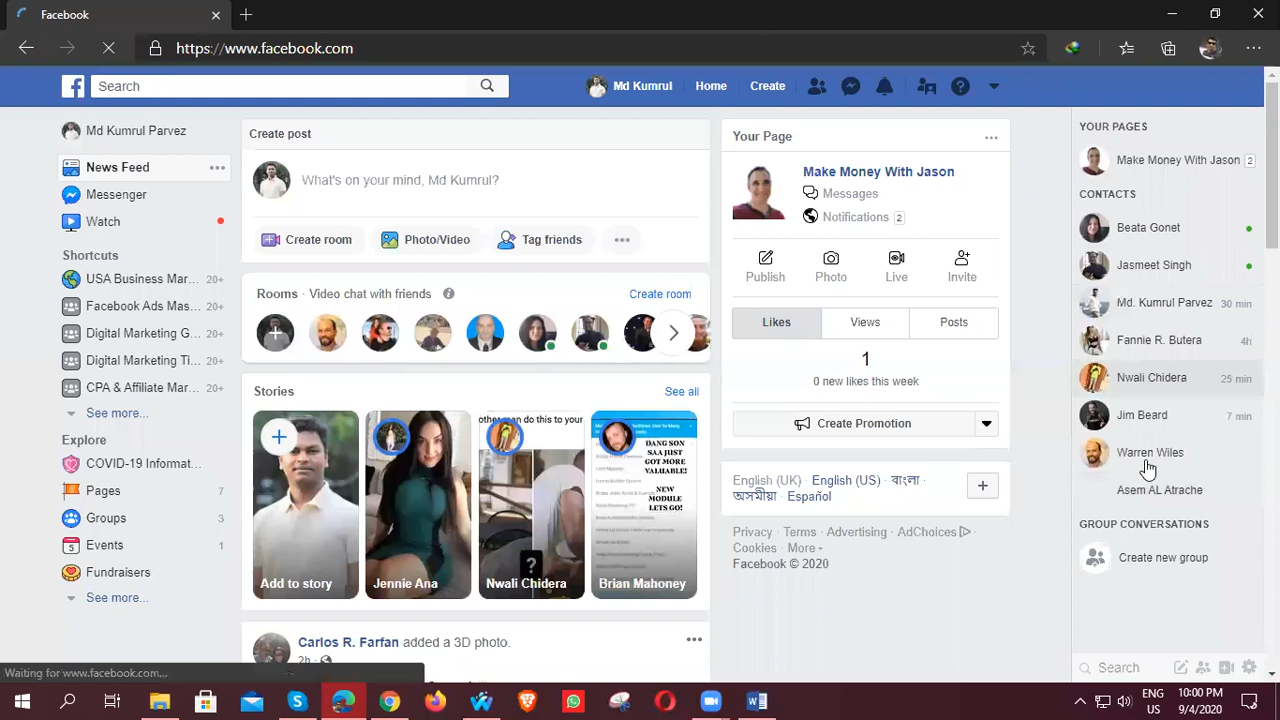 Facebook
https://www.facebook.com
Search
Md Kumrul
Home
Create
Md Kumrul Parvez
News Feed
Messenger
Watch
Shortcuts
USA Business Mar... 20+
Facebook Ads Mas... 20+
Digital Marketing G... 20+
Digital Marketing Ti... 20+
CPA & Affiliate Mar... 20+
See more...
Explore
COVID-19 Informat...
Pages 7
Groups 3
5 Events 1
Fundraisers
See more...
Create post
What's on your mind, Md Kumrul?
Create room
Photo/Video
Tag friends
Rooms · Video chat with friends
Create room
Stories
See all
other men do this to your
DANG SON
SAA JUST
GOT MORE
VALUABLE!
NEW
MODULE
LETS GO!
?
Add to story
Jennie Ana
Nwali Chidera
Brian Mahoney
Carlos R. Farfan added a 3D photo.
2h ·
Your Page
Make Money With Jason
Messages
Notifications 2
Publish
Photo
Live
Invite
Likes
Views
Posts
1
0 new likes this week
Create Promotion
English (UK) · English (US) · বাংলা ·
অসমীয়া · Español
Privacy · Terms · Advertising · AdChoices ·
Cookies · More
Facebook © 2020
YOUR PAGES
Make Money With Jason 2
CONTACTS
Beata Gonet
Jasmeet Singh
Md. Kumrul Parvez 30 min
Fannie R. Butera 4h
Nwali Chidera 25 min
Jim Beard 7 min
Warren Wiles
Asem AL Atrache
GROUP CONVERSATIONS
Create new group
Search
Waiting for www.facebook.com...
ENG
US
10:00 PM
9/4/2020